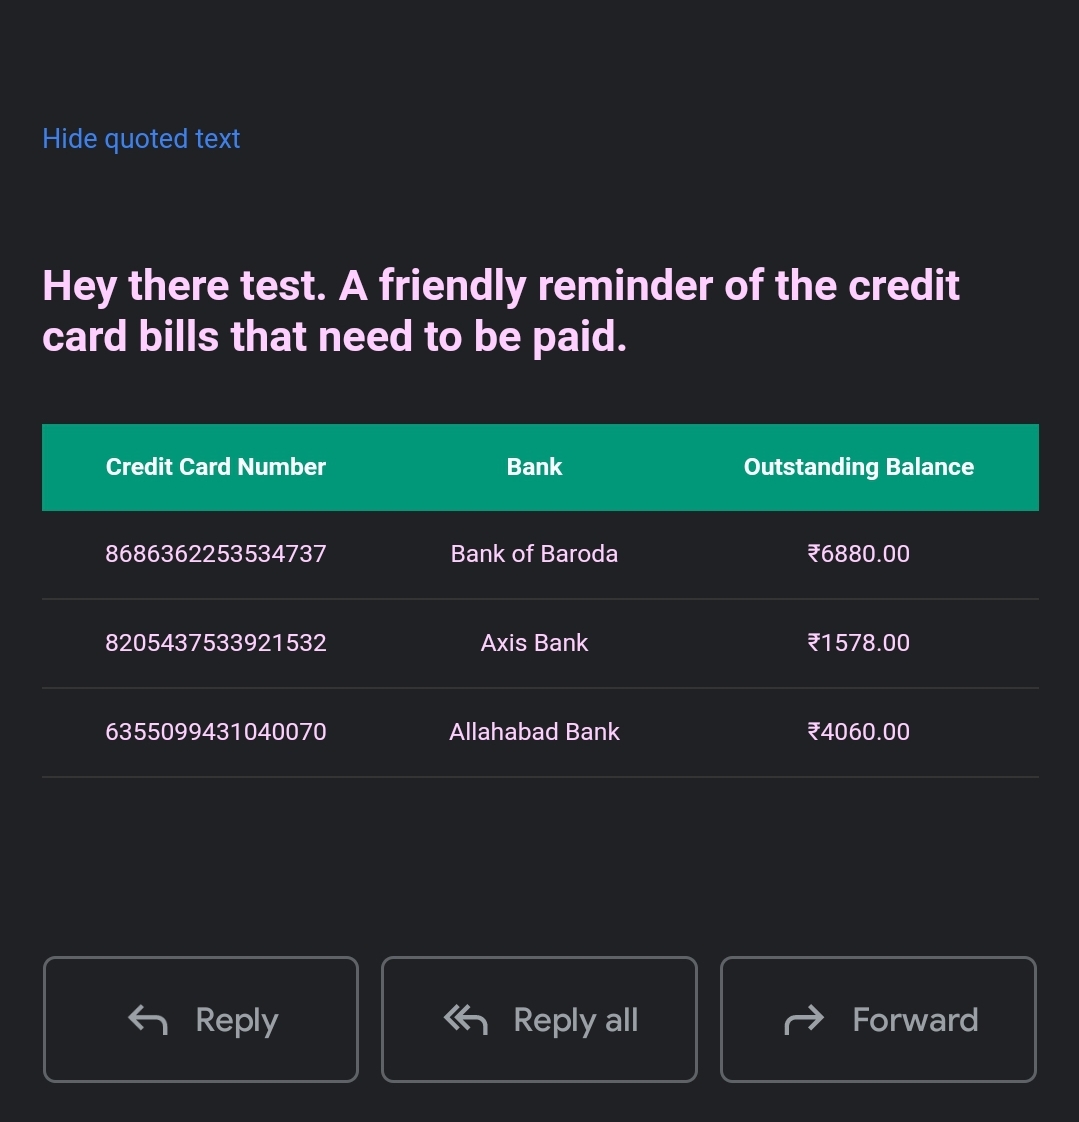 Hide quoted text
Hey there test. A friendly reminder of the credit
card bills that need to be paid.
Credit Card Number Bank Outstanding Balance
8686362253534737 Bank of Baroda ₹6880.00
8205437533921532 Axis Bank ₹1578.00
6355099431040070 Allahabad Bank ₹4060.00
Reply Reply all Forward